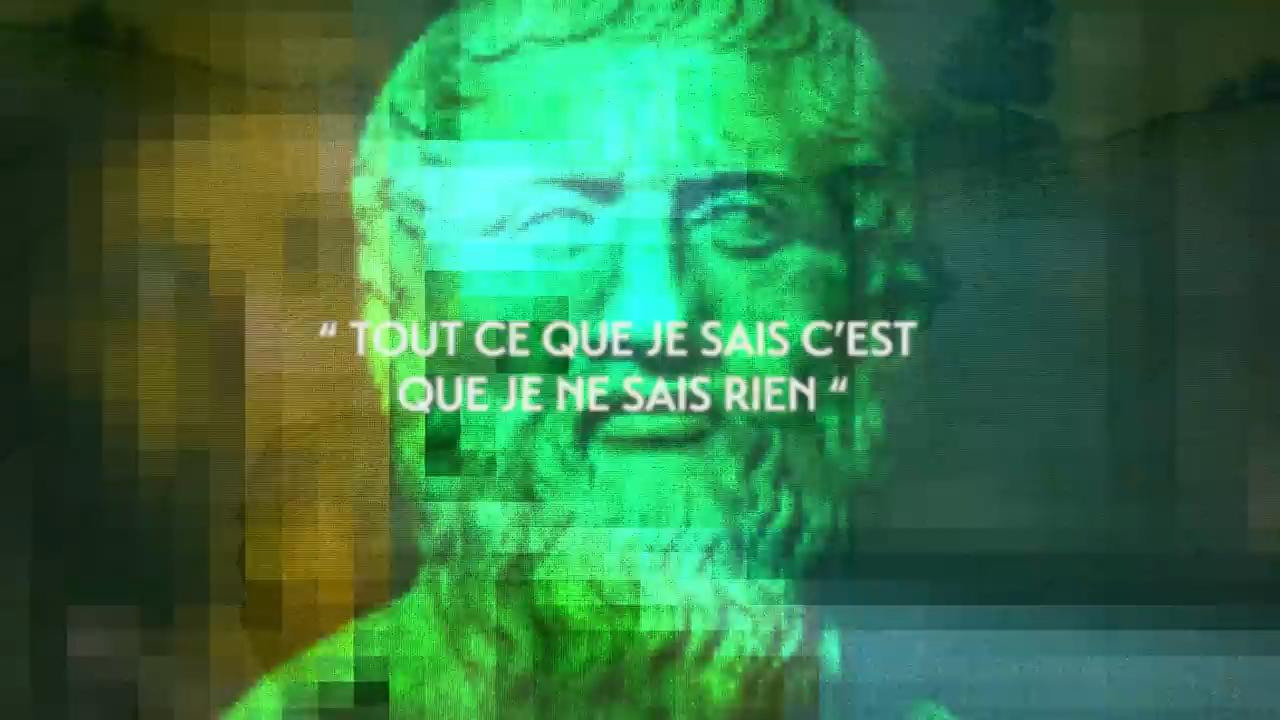 “ TOUT CE QUE JE SAIS C’EST
QUE JE NE SAIS RIEN “